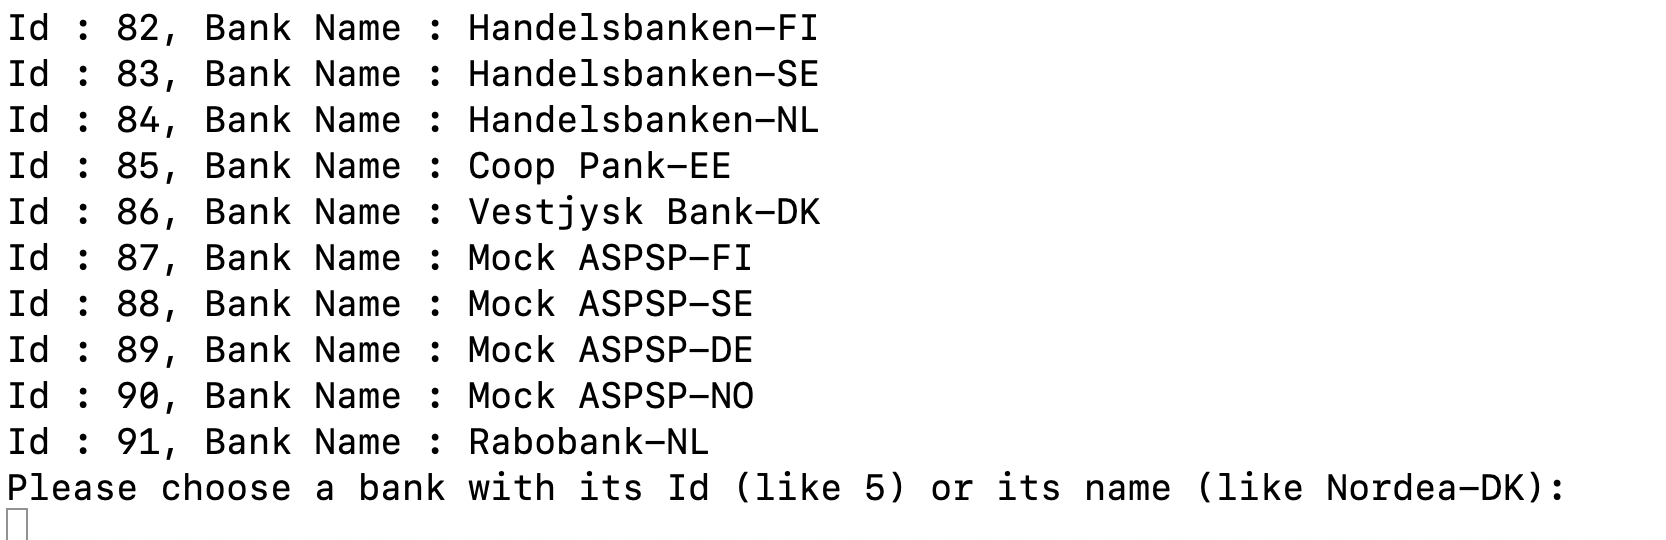 Id : 82, Bank Name : Handelsbanken-FI
Id : 83, Bank Name : Handelsbanken-SE
Id : 84, Bank Name : Handelsbanken-NL
Id : 85, Bank Name : Coop Pank-EE
Id : 86, Bank Name : Vestjysk Bank-DK
Id : 87, Bank Name : Mock ASPSP-FI
Id : 88, Bank Name : Mock ASPSP-SE
Id : 89, Bank Name : Mock ASPSP-DE
Id : 90, Bank Name : Mock ASPSP-NO
Id : 91, Bank Name : Rabobank-NL
Please choose a bank with its Id (like 5) or its name (like Nordea-DK):